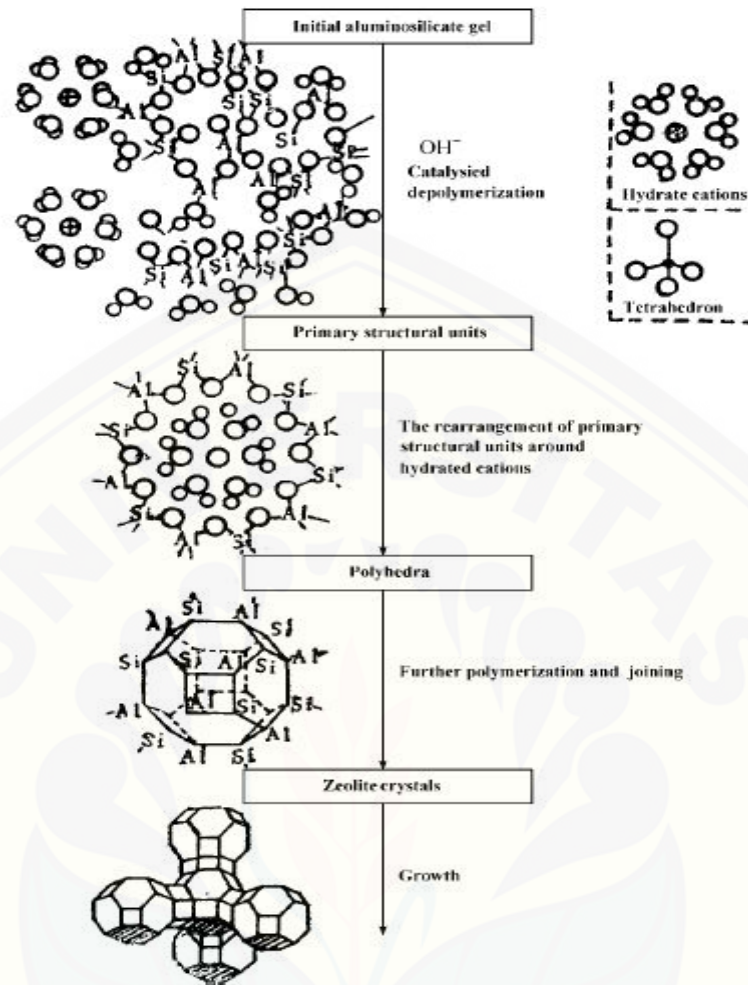 Initial aluminosilicate gel
OH⁻
Catalysied
depolymerization
Hydrate cations
Tetrahedron
Primary structural units
The rearrangement of primary
structural units around
hydrated cations
Polyhedra
Further polymerization and joining
Zeolite crystals
Growth
UNIVERSITAS